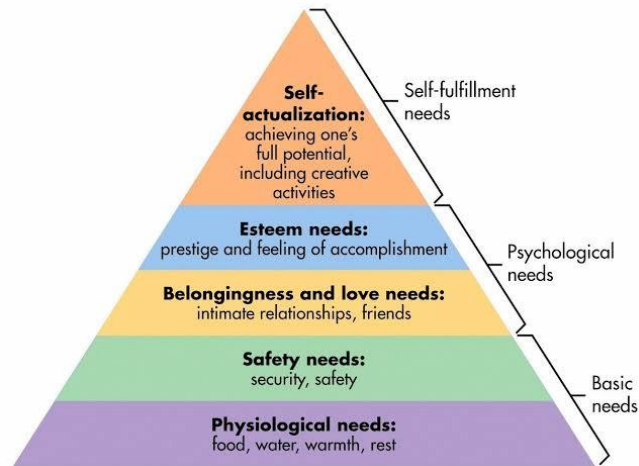 Self-
actualization:
achieving one's
full potential,
including creative
activities
Self-fulfillment
needs
Esteem needs:
prestige and feeling of accomplishment
Psychological
needs
Belongingness and love needs:
intimate relationships, friends
Safety needs:
security, safety
Basic
needs
Physiological needs:
food, water, warmth, rest